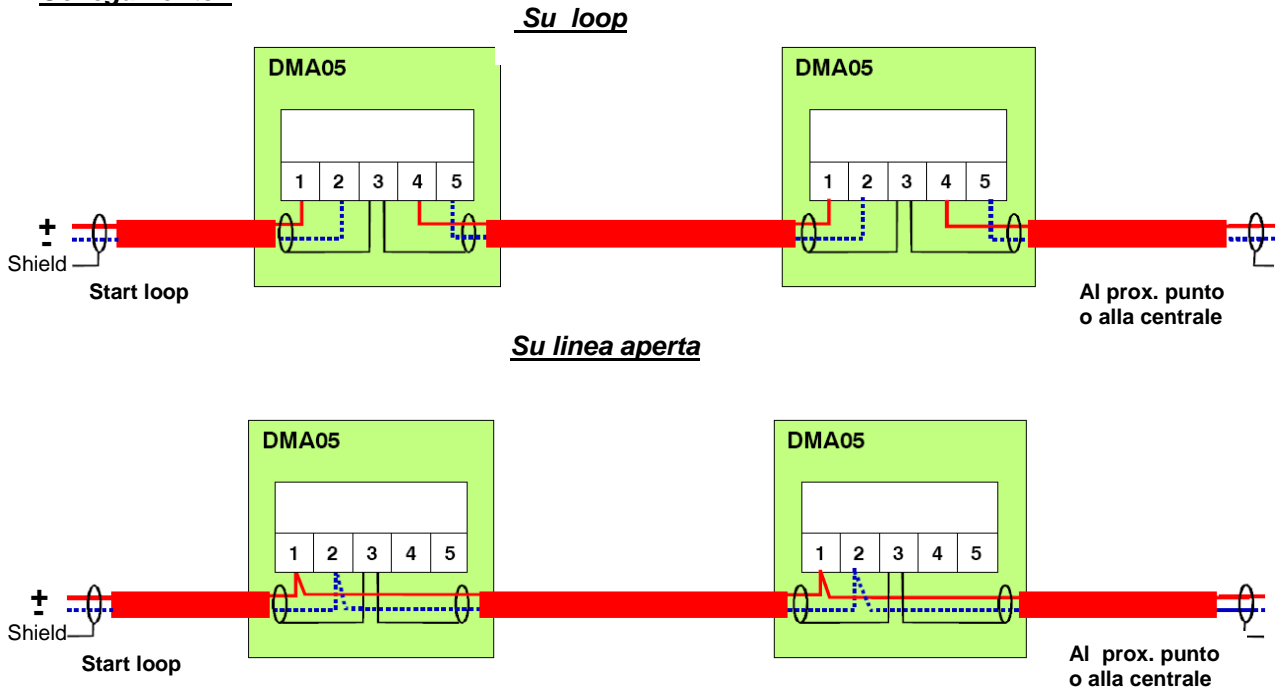 Su loop
DMA05
DMA05
1 2 3 4 5
1 2 3 4 5
+
-
Shield
Start loop
Al prox. punto
o alla centrale
Su linea aperta
DMA05
DMA05
1 2 3 4 5
1 2 3 4 5
+
-
Shield
Start loop
Al prox. punto
o alla centrale